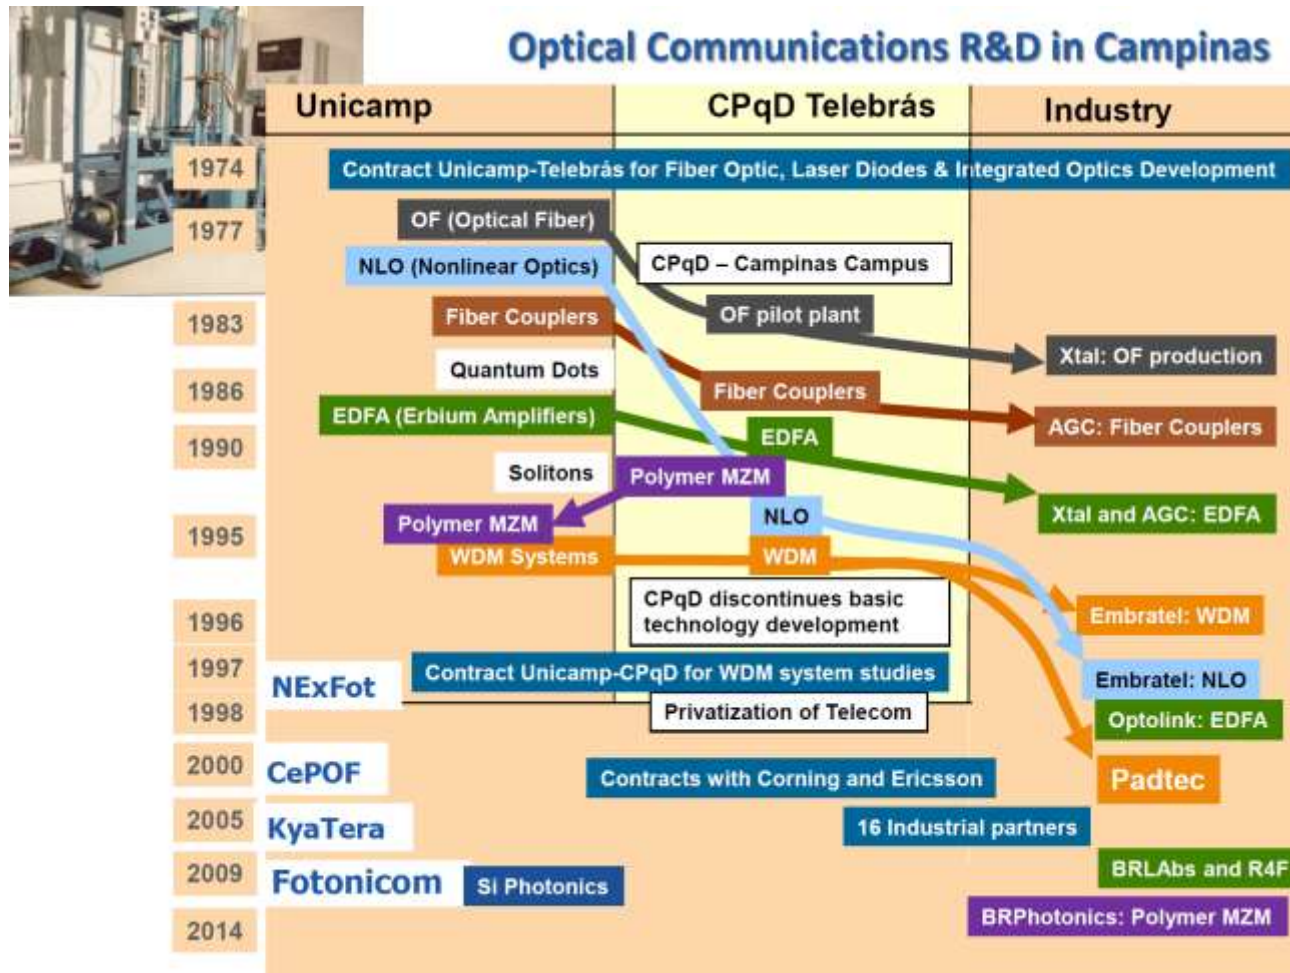 Optical Communications R&D in Campinas
Unicamp
CPqD Telebrás
Industry
1974
Contract Unicamp-Telebrás for Fiber Optic, Laser Diodes & Integrated Optics Development
1977
OF (Optical Fiber)
NLO (Nonlinear Optics)
CPqD – Campinas Campus
1983
Fiber Couplers
OF pilot plant
Xtal: OF production
Quantum Dots
1986
Fiber Couplers
EDFA (Erbium Amplifiers)
AGC: Fiber Couplers
1990
EDFA
Solitons
Polymer MZM
Polymer MZM
NLO
Xtal and AGC: EDFA
1995
WDM Systems
WDM
CPqD discontinues basic
technology development
1996
Embratel: WDM
1997
Contract Unicamp-CPqD for WDM system studies
NExFot
Embratel: NLO
1998
Privatization of Telecom
Optolink: EDFA
2000
CePOF
Contracts with Corning and Ericsson
Padtec
2005
KyaTera
16 Industrial partners
2009
Fotonicom
Si Photonics
BRLAbs and R4F
2014
BRPhotonics: Polymer MZM